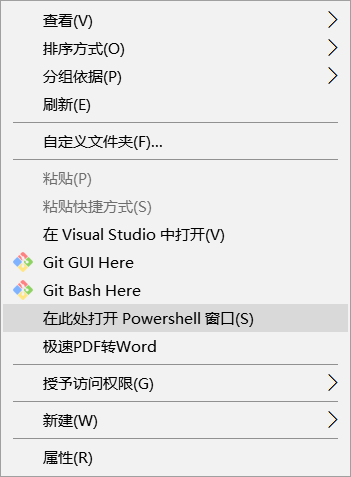 查看(V)
排序方式(O)
分组依据(P)
刷新(E)
自定义文件夹(F)...
粘贴(P)
粘贴快捷方式(S)
在 Visual Studio 中打开(V)
Git GUI Here
Git Bash Here
在此处打开 Powershell 窗口(S)
极速PDF转Word
授予访问权限(G)
新建(W)
属性(R)